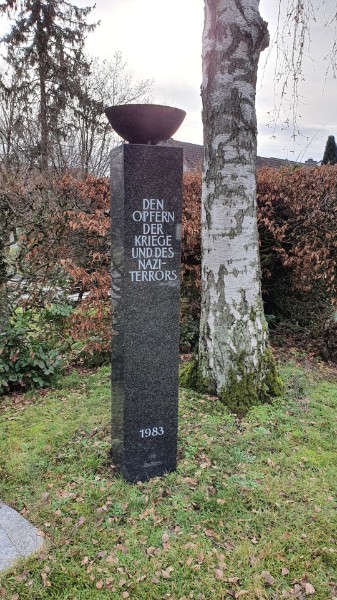 DEN
OPFERN
DER
KRIEGE
UND DES
NAZI-
TERRORS
1983